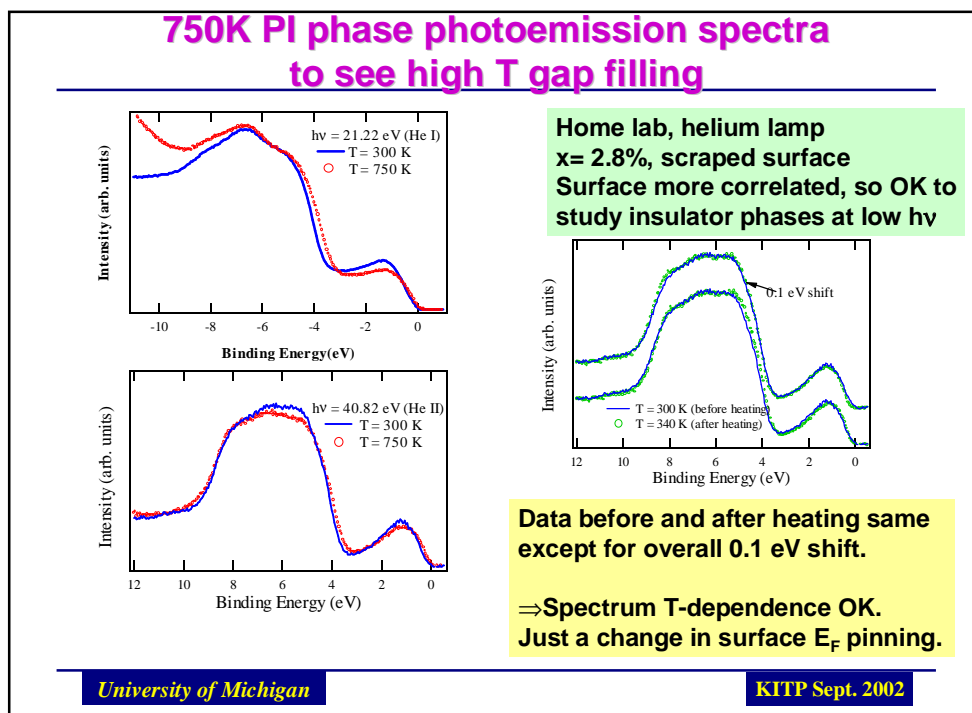 750K PI phase photoemission spectra
to see high T gap filling
Intensity (arb. units)
hν = 21.22 eV (He I)
T = 300 K
T = 750 K
-10 -8 -6 -4 -2 0
Binding Energy(eV)
Home lab, helium lamp
x= 2.8%, scraped surface
Surface more correlated, so OK to
study insulator phases at low hν
Intensity (arb. units)
0.1 eV shift
T = 300 K (before heating)
T = 340 K (after heating)
12 10 8 6 4 2 0
Binding Energy (eV)
Intensity (arb. units)
hν = 40.82 eV (He II)
T = 300 K
T = 750 K
12 10 8 6 4 2 0
Binding Energy (eV)
Data before and after heating same
except for overall 0.1 eV shift.
⇒Spectrum T-dependence OK.
Just a change in surface E_F pinning.
University of Michigan
KITP Sept. 2002